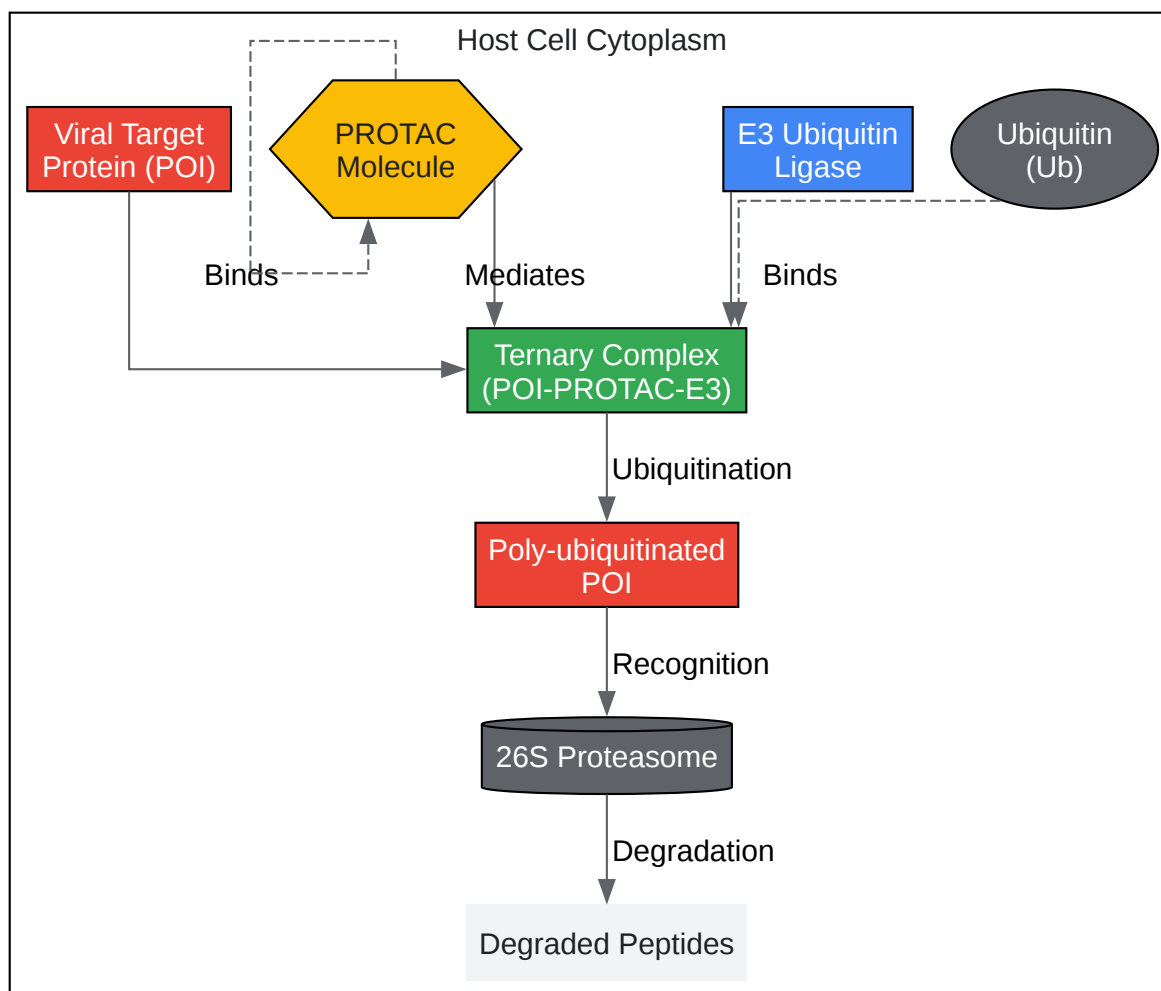 Host Cell Cytoplasm
Viral Target
Protein (POI)
PROTAC
Molecule
E3 Ubiquitin
Ligase
Ubiquitin
(Ub)
Binds
Mediates
Binds
Ternary Complex
(POI-PROTAC-E3)
Ubiquitination
Poly-ubiquitinated
POI
Recognition
26S Proteasome
Degradation
Degraded Peptides